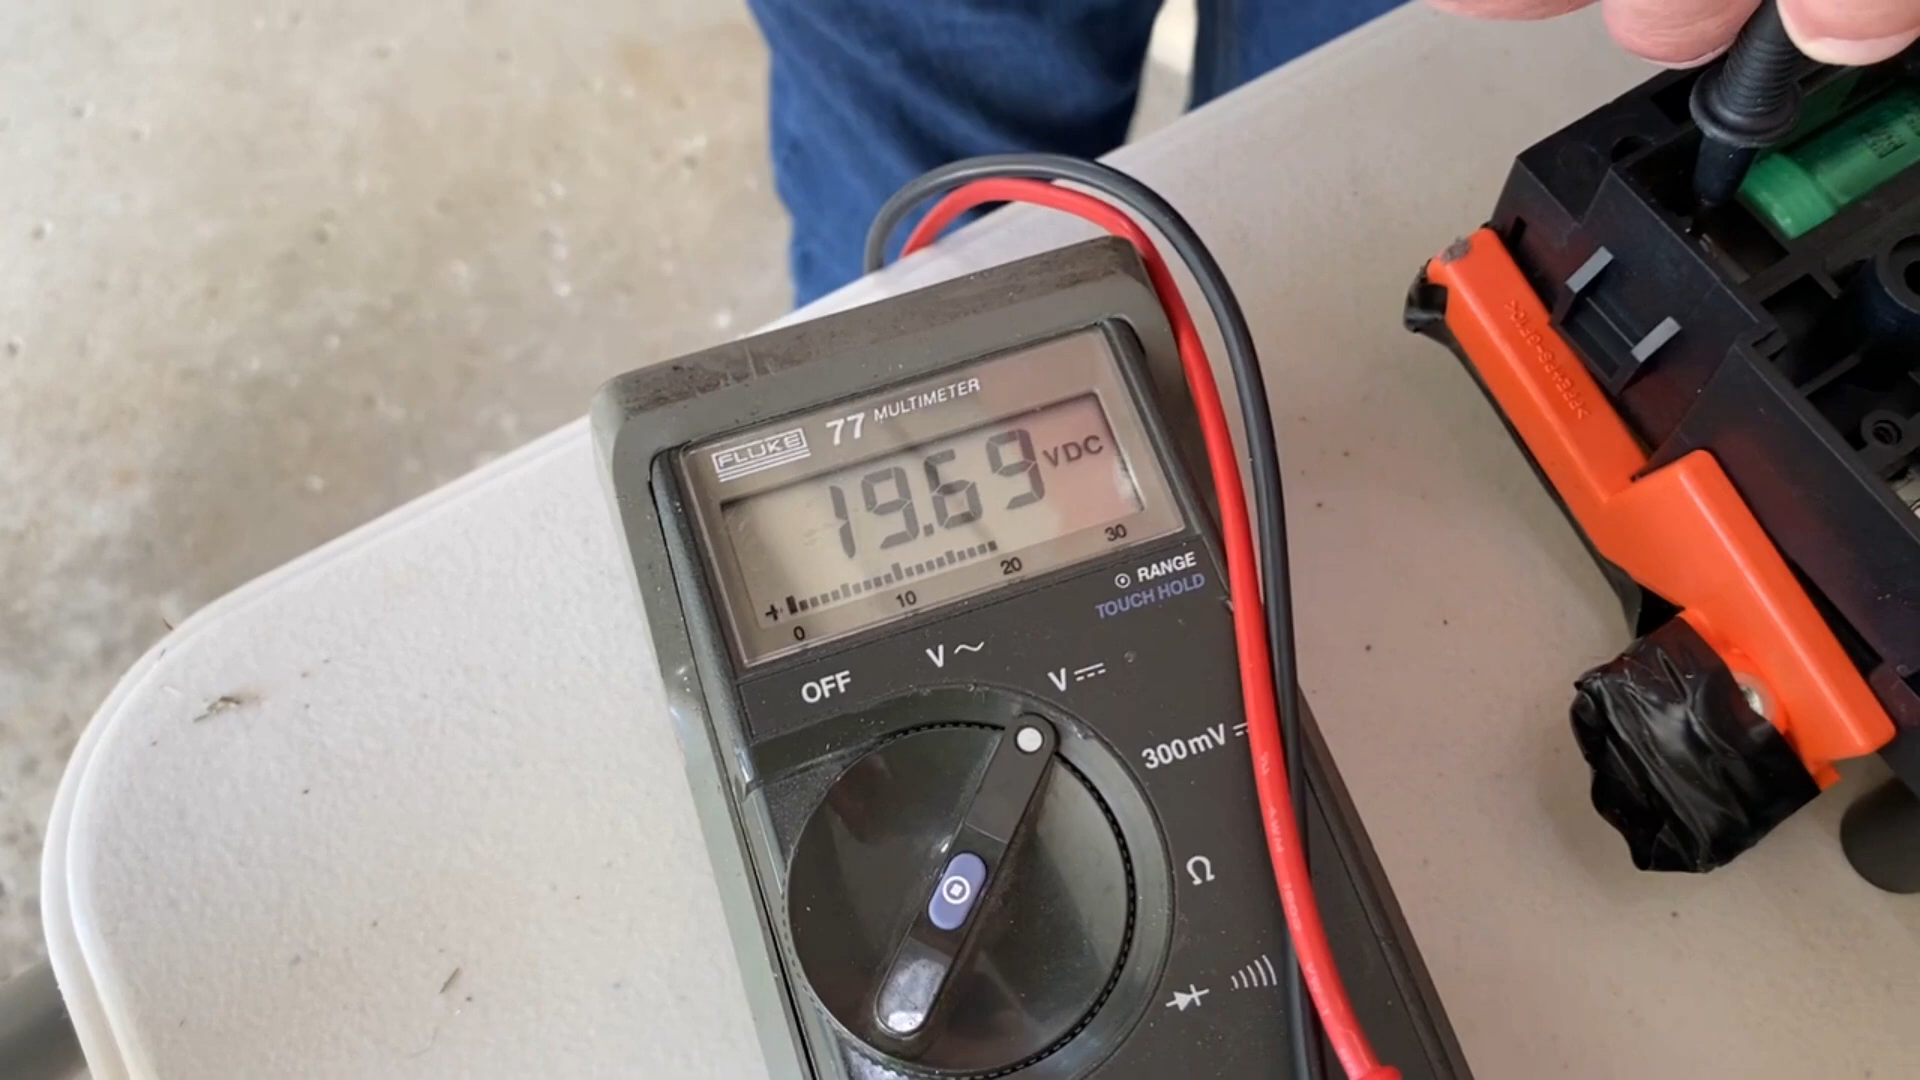 FLUKE 77 MULTIMETER
19.69 VDC
+
0 10 20 30
RANGE
TOUCH HOLD
OFF V~ V⎓
300mV⎓
Ω